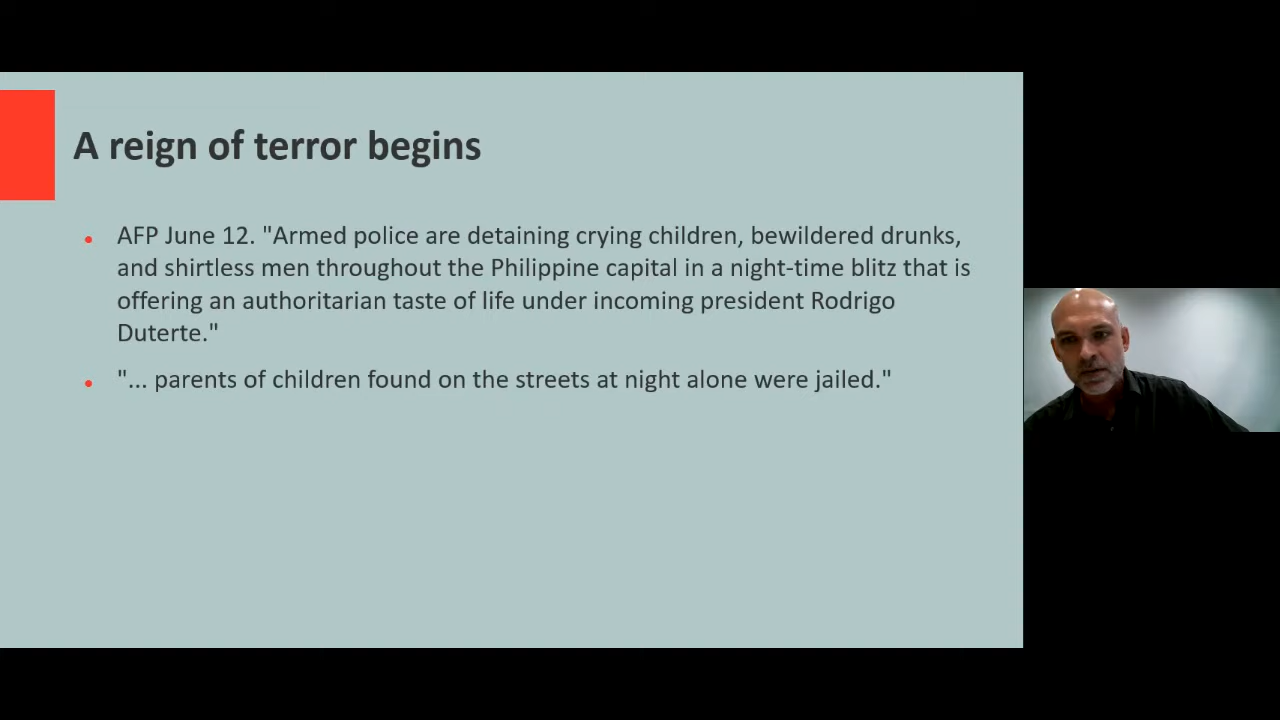 A reign of terror begins
AFP June 12. "Armed police are detaining crying children, bewildered drunks,
and shirtless men throughout the Philippine capital in a night-time blitz that is
offering an authoritarian taste of life under incoming president Rodrigo
Duterte."
"... parents of children found on the streets at night alone were jailed."